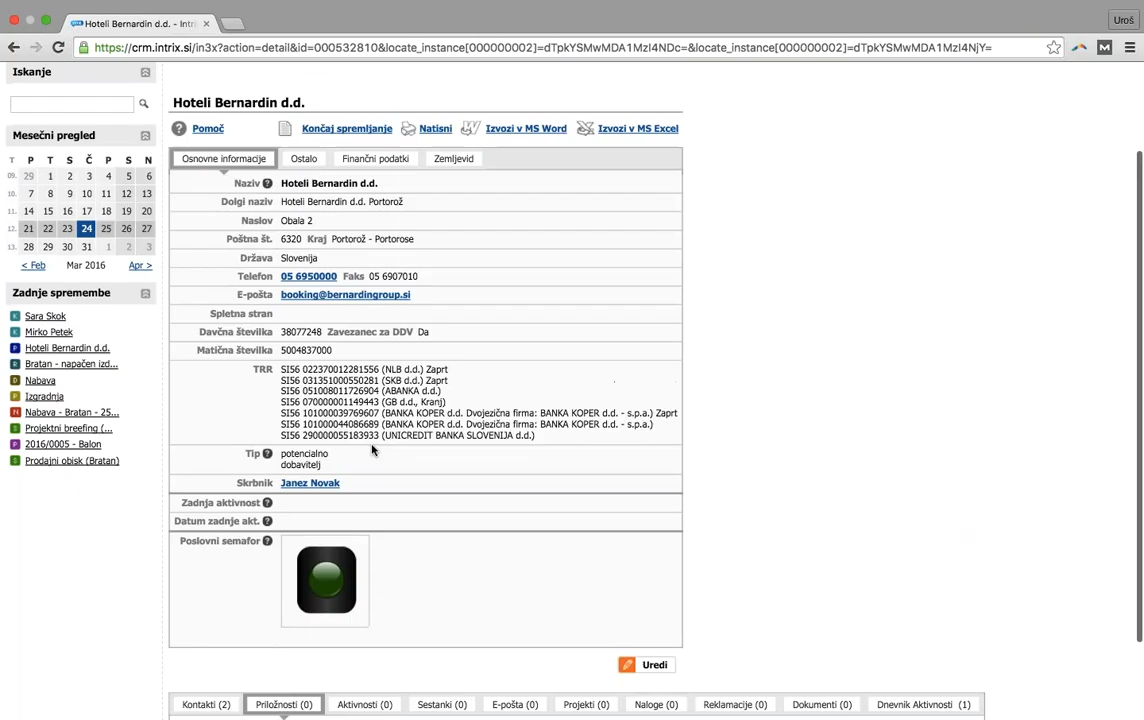 Hoteli Bernardin d.d. - Intri
Uroš
https://crm.intrix.si/in3x?action=detail&id=000532810&locate_instance[000000002]=dTpkYSMwMDA1MzI4NDc=&locate_instance[000000002]=dTpkYSMwMDA1MzI4NjY=
Iskanje
Mesečni pregled
T P T S Č P S N
09. 29 1 2 3 4 5 6
10. 7 8 9 10 11 12 13
11. 14 15 16 17 18 19 20
12. 21 22 23 24 25 26 27
13. 28 29 30 31 1 2 3
< Feb Mar 2016 Apr >
Zadnje spremembe
Sara Skok
Mirko Petek
Hoteli Bernardin d.d.
Bratan - napačen izd...
Nabava
Izgradnja
Nabava - Bratan - 25...
Projektni breefing (...
2016/0005 - Balon
Prodajni obisk (Bratan)
Hoteli Bernardin d.d.
Pomoč Končaj spremljanje Natisni Izvozi v MS Word Izvozi v MS Excel
Osnovne informacije Ostalo Finančni podatki Zemljevid
Naziv Hoteli Bernardin d.d.
Dolgi naziv Hoteli Bernardin d.d. Portorož
Naslov Obala 2
Poštna št. 6320 Kraj Portorož - Portorose
Država Slovenija
Telefon 05 6950000 Faks 05 6907010
E-pošta booking@bernardingroup.si
Spletna stran
Davčna številka 38077248 Zavezanec za DDV Da
Matična številka 5004837000
TRR SI56 022370012281556 (NLB d.d.) Zaprt
SI56 031351000550281 (SKB d.d.) Zaprt
SI56 051008011726904 (ABANKA d.d.)
SI56 070000001149443 (GB d.d., Kranj)
SI56 101000039769607 (BANKA KOPER d.d. Dvojezična firma: BANKA KOPER d.d. - s.p.a.) Zaprt
SI56 101000044086689 (BANKA KOPER d.d. Dvojezična firma: BANKA KOPER d.d. - s.p.a.)
SI56 290000055183933 (UNICREDIT BANKA SLOVENIJA d.d.)
Tip potencialno
dobavitelj
Skrbnik Janez Novak
Zadnja aktivnost
Datum zadnje akt.
Poslovni semafor
Uredi
Kontakti (2) Priložnosti (0) Aktivnosti (0) Sestanki (0) E-pošta (0) Projekti (0) Naloge (0) Reklamacije (0) Dokumenti (0) Dnevnik Aktivnosti (1)